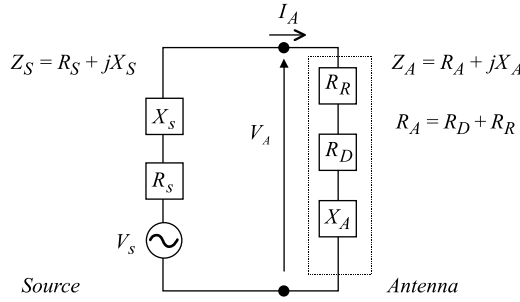 I_A
Z_S = R_S + jX_S
Z_A = R_A + jX_A
R_R
R_A = R_D + R_R
X_s
V_A
R_D
R_s
X_A
V_s
Source
Antenna